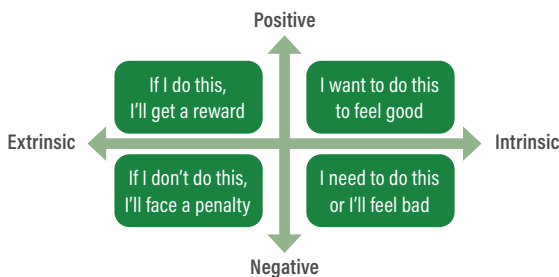 Positive
If I do this,
I'll get a reward
I want to do this
to feel good
Extrinsic
Intrinsic
If I don't do this,
I'll face a penalty
I need to do this
or I'll feel bad
Negative